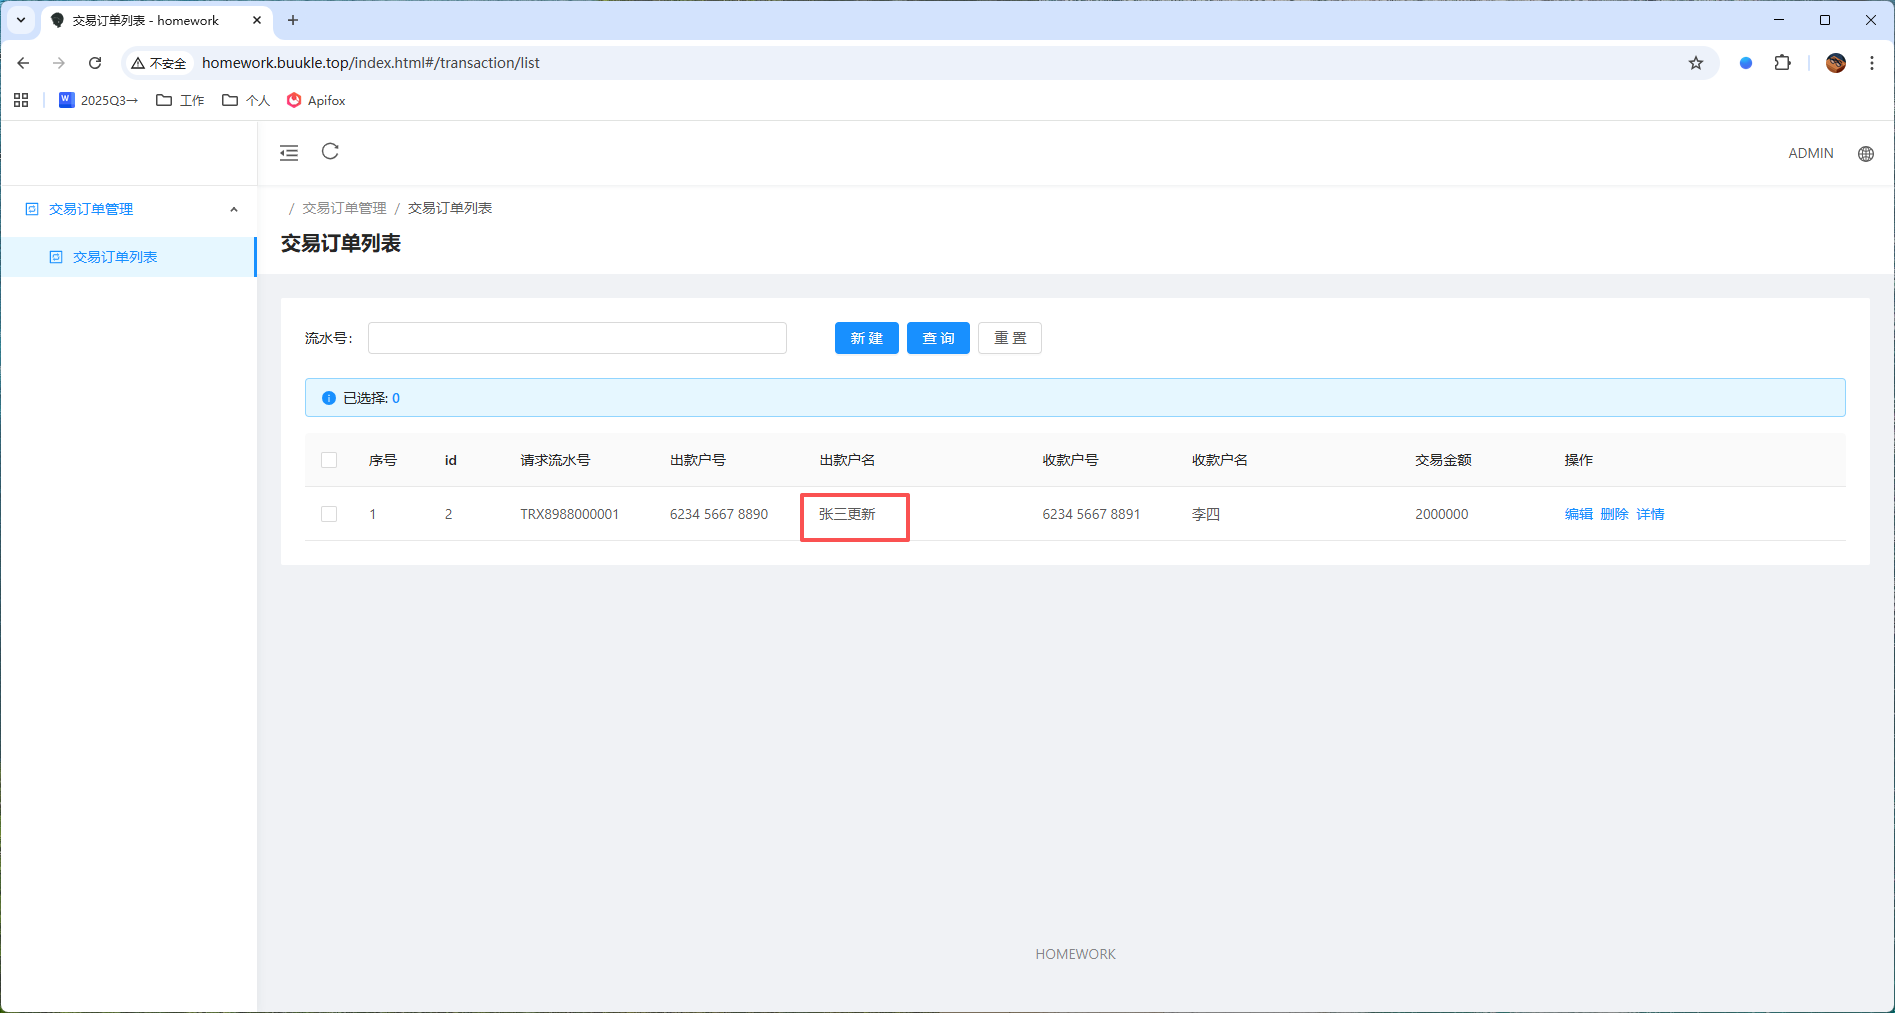 交易订单列表 - homework
不安全 homework.buukle.top/index.html#/transaction/list
2025Q3→ 工作 个人 Apifox
ADMIN
交易订单管理
交易订单列表
/ 交易订单管理 / 交易订单列表
交易订单列表
流水号: 新 建 查 询 重 置
已选择: 0
序号 id 请求流水号 出款户号 出款户名 收款户号 收款户名 交易金额 操作
1 2 TRX8988000001 6234 5667 8890 张三更新 6234 5667 8891 李四 2000000 编辑 删除 详情
HOMEWORK